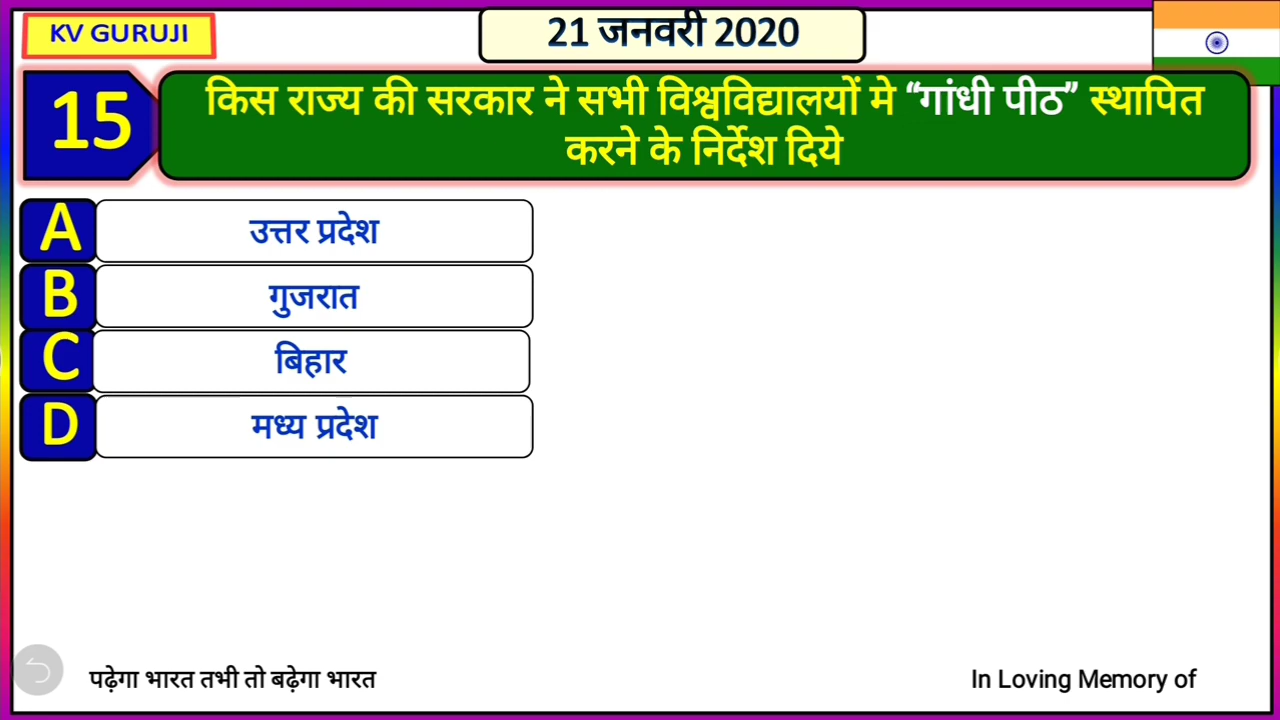 KV GURUJI
21 जनवरी 2020
15
किस राज्य की सरकार ने सभी विश्वविद्यालयों मे “गांधी पीठ” स्थापित
करने के निर्देश दिये
A
उत्तर प्रदेश
B
गुजरात
C
बिहार
D
मध्य प्रदेश
पढ़ेगा भारत तभी तो बढ़ेगा भारत
In Loving Memory of